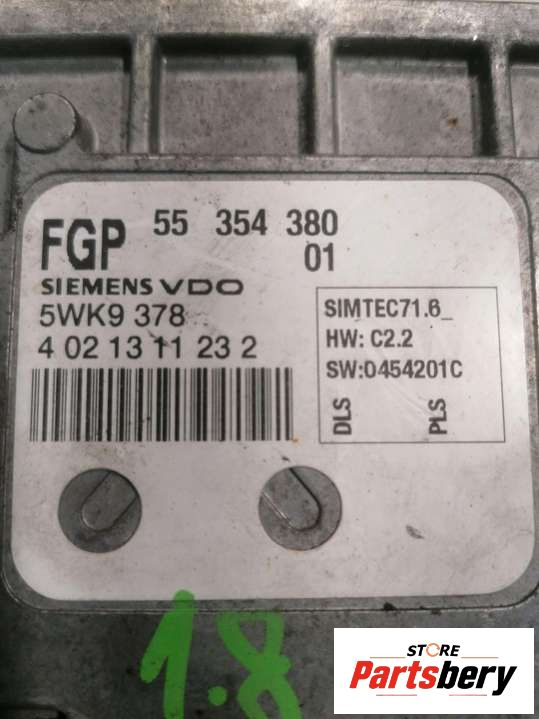 FGP 55 354 380
01
SIEMENS VDO
5WK9 378
4 02 13 11 23 2
SIMTEC71.6_
HW: C2.2
SW:0454201C
DLS PLS
1.8
STORE
Partsbery